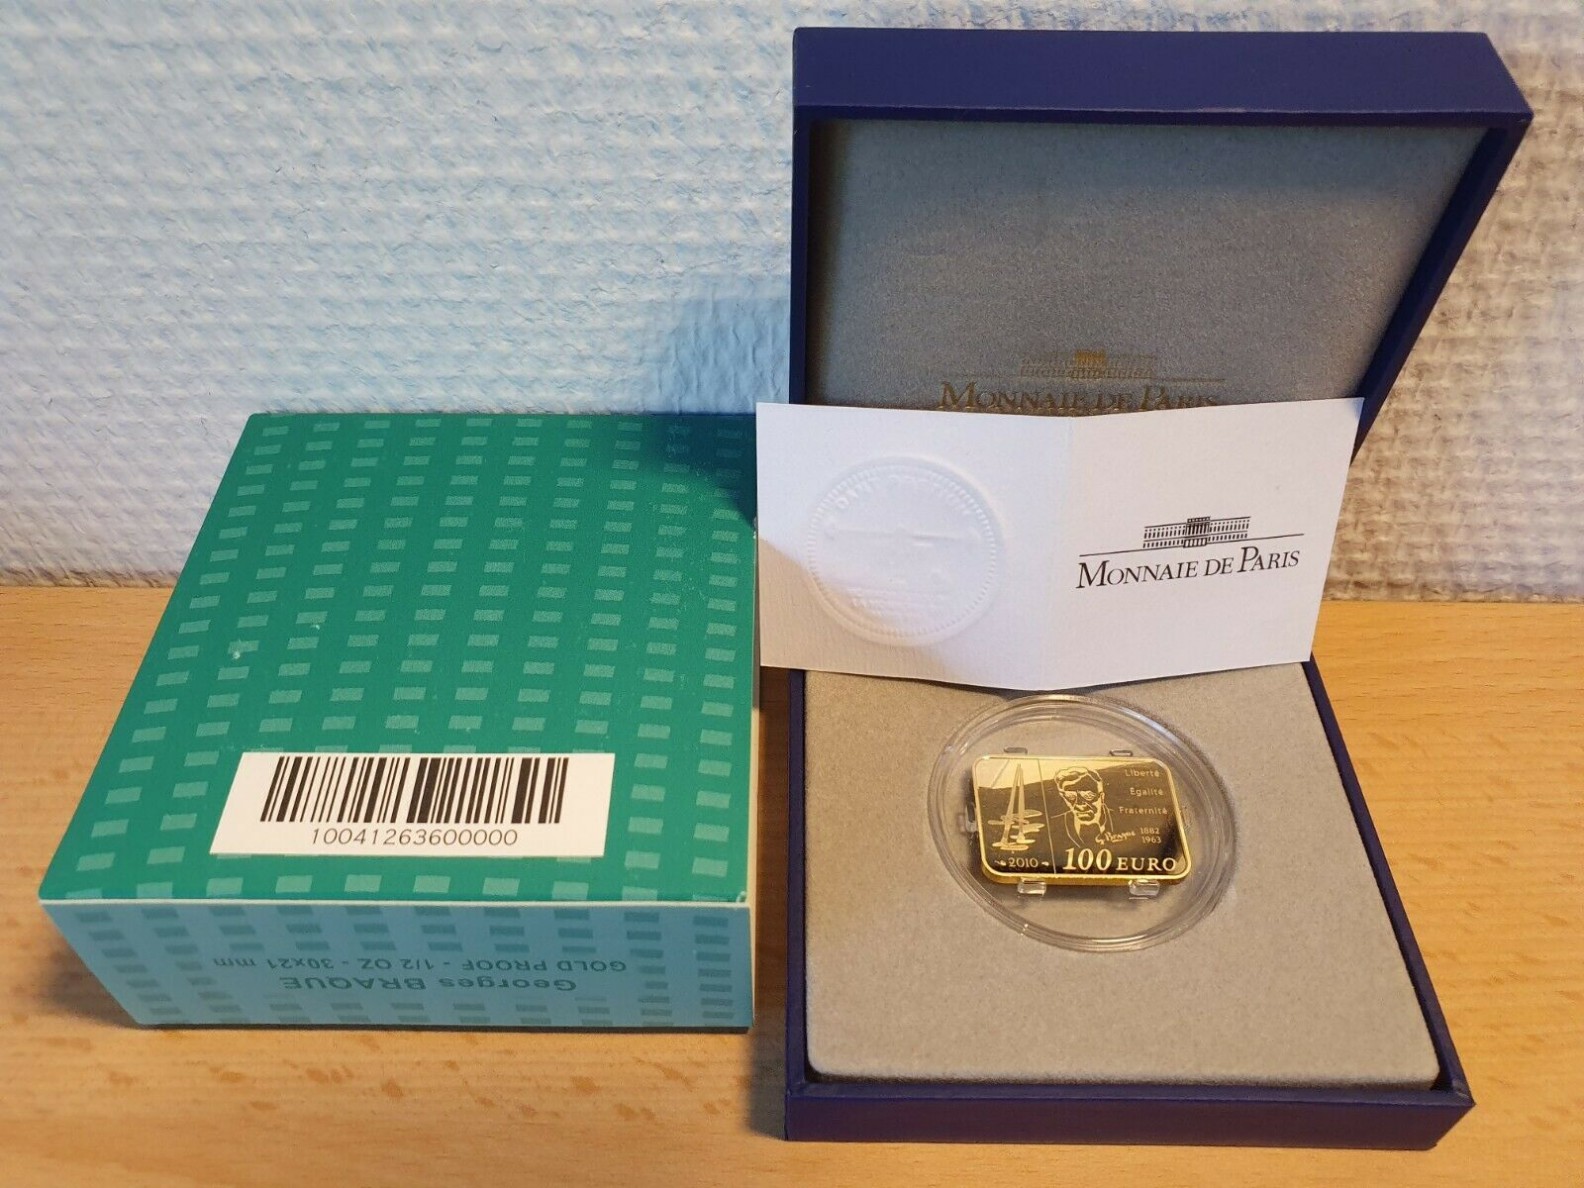 10041263600000
Georges BRAQUE
GOLD PROOF - 1/2 OZ - 30x21 mm
MONNAIE DE PARIS
MONNAIE DE PARIS
Liberté
Égalité
Fraternité
Braque
1882
1963
2010
100 EURO